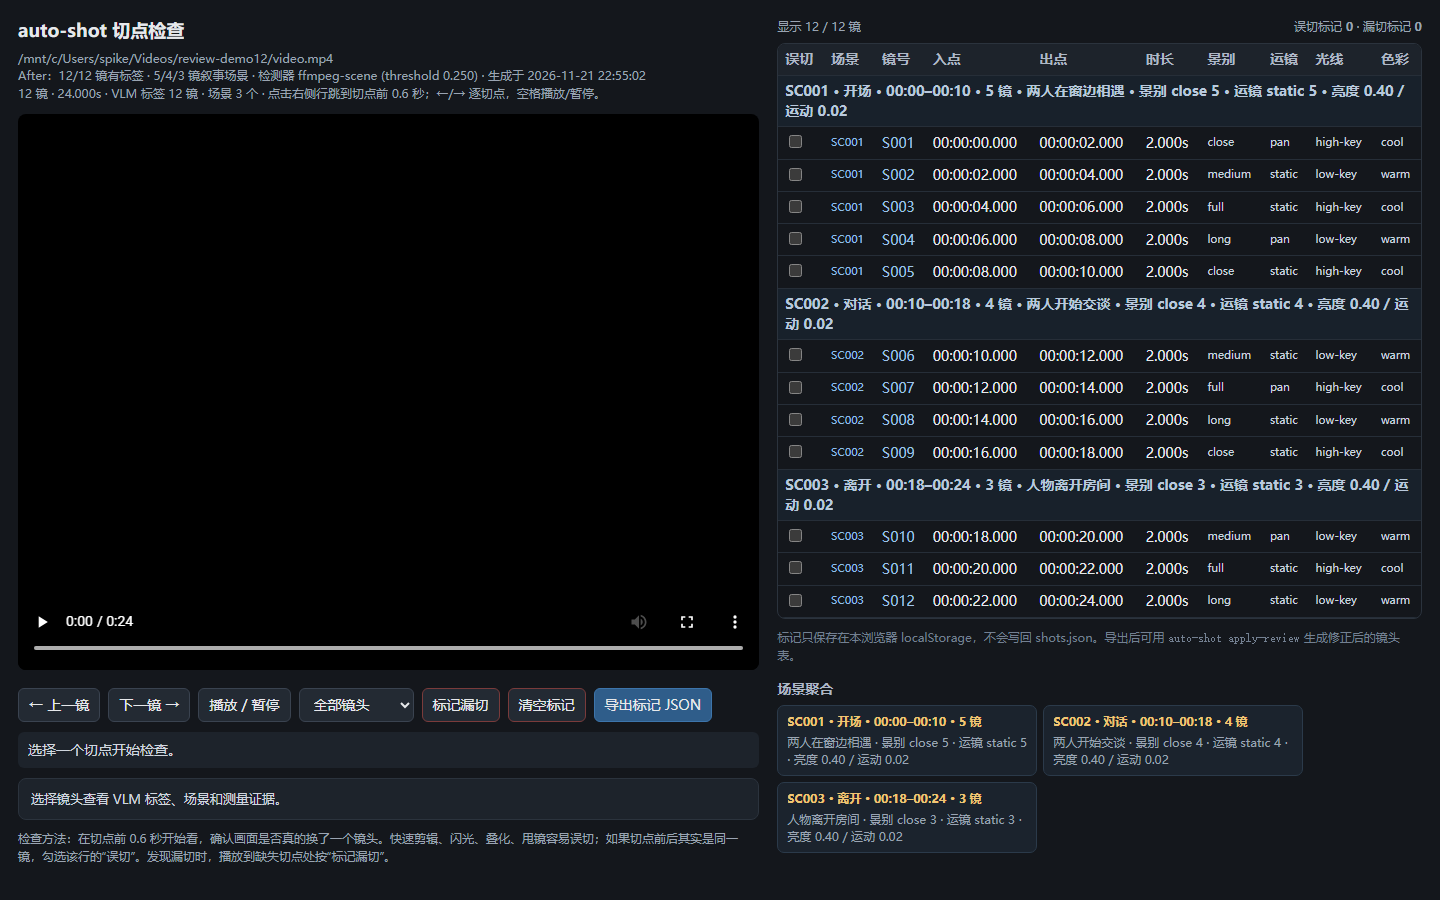 auto-shot 切点检查
/mnt/c/Users/spike/Videos/review-demo12/video.mp4
After：12/12 镜有标签 · 5/4/3 镜叙事场景 · 检测器 ffmpeg-scene (threshold 0.250) · 生成于 2026-11-21 22:55:02
12 镜 · 24.000s · VLM 标签 12 镜 · 场景 3 个 · 点击右侧行跳到切点前 0.6 秒；←/→ 逐切点，空格播放/暂停。
0:00 / 0:24
← 上一镜 下一镜 → 播放 / 暂停 全部镜头 标记漏切 清空标记 导出标记 JSON
选择一个切点开始检查。
选择镜头查看 VLM 标签、场景和测量证据。
检查方法：在切点前 0.6 秒开始看，确认画面是否真的换了一个镜头。快速剪辑、闪光、叠化、甩镜容易误切；如果切点前后其实是同一
镜，勾选该行的“误切”。发现漏切时，播放到缺失切点处按“标记漏切”。
显示 12 / 12 镜 误切标记 0 · 漏切标记 0
误切 场景 镜号 入点 出点 时长 景别 运镜 光线 色彩
SC001 • 开场 • 00:00–00:10 • 5 镜 • 两人在窗边相遇 • 景别 close 5 • 运镜 static 5 • 亮度 0.40 /
运动 0.02
SC001 S001 00:00:00.000 00:00:02.000 2.000s close pan high-key cool
SC001 S002 00:00:02.000 00:00:04.000 2.000s medium static low-key warm
SC001 S003 00:00:04.000 00:00:06.000 2.000s full static high-key cool
SC001 S004 00:00:06.000 00:00:08.000 2.000s long pan low-key warm
SC001 S005 00:00:08.000 00:00:10.000 2.000s close static high-key cool
SC002 • 对话 • 00:10–00:18 • 4 镜 • 两人开始交谈 • 景别 close 4 • 运镜 static 4 • 亮度 0.40 / 运
动 0.02
SC002 S006 00:00:10.000 00:00:12.000 2.000s medium static low-key warm
SC002 S007 00:00:12.000 00:00:14.000 2.000s full pan high-key cool
SC002 S008 00:00:14.000 00:00:16.000 2.000s long static low-key warm
SC002 S009 00:00:16.000 00:00:18.000 2.000s close static high-key cool
SC003 • 离开 • 00:18–00:24 • 3 镜 • 人物离开房间 • 景别 close 3 • 运镜 static 3 • 亮度 0.40 / 运
动 0.02
SC003 S010 00:00:18.000 00:00:20.000 2.000s medium pan low-key warm
SC003 S011 00:00:20.000 00:00:22.000 2.000s full static high-key cool
SC003 S012 00:00:22.000 00:00:24.000 2.000s long static low-key warm
标记只保存在本浏览器 localStorage，不会写回 shots.json。导出后可用 auto-shot apply-review 生成修正后的镜头
表。
场景聚合
SC001 • 开场 • 00:00–00:10 • 5 镜
两人在窗边相遇 · 景别 close 5 · 运镜 static 5
· 亮度 0.40 / 运动 0.02
SC002 • 对话 • 00:10–00:18 • 4 镜
两人开始交谈 · 景别 close 4 · 运镜 static 4 ·
亮度 0.40 / 运动 0.02
SC003 • 离开 • 00:18–00:24 • 3 镜
人物离开房间 · 景别 close 3 · 运镜 static 3 ·
亮度 0.40 / 运动 0.02